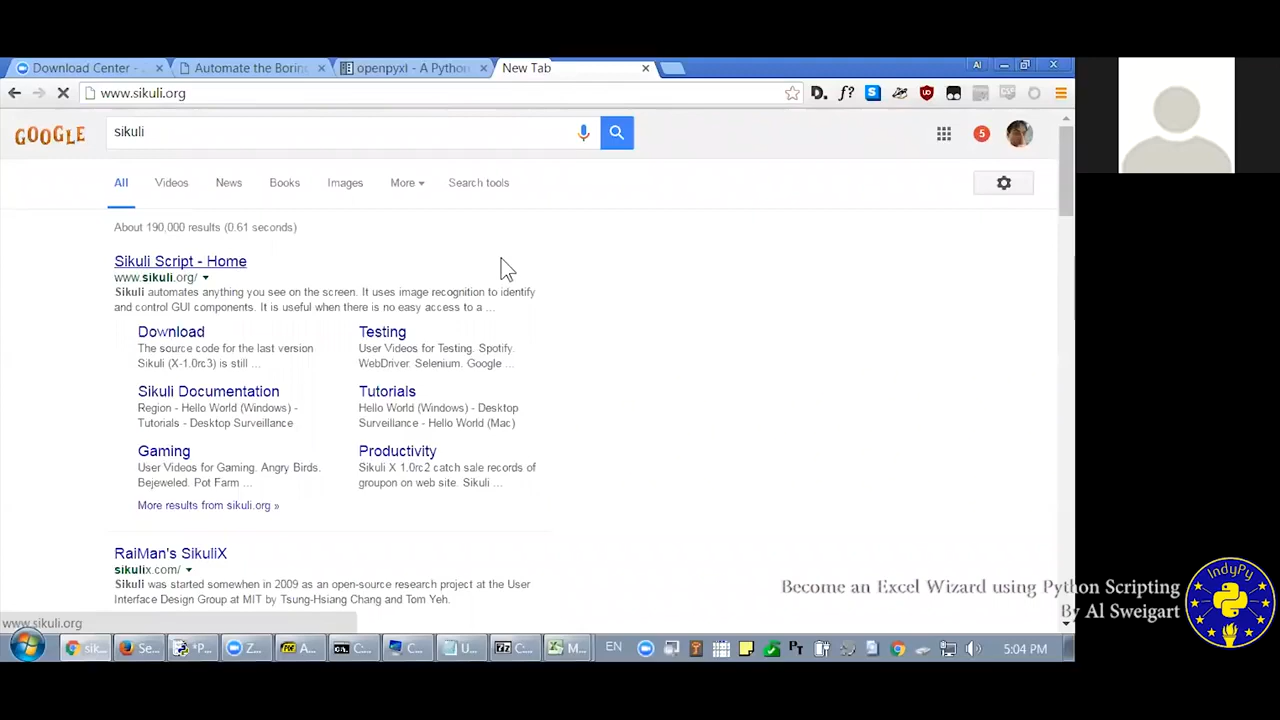 Download Center -
Automate the Borin
openpyxl - A Python
New Tab
Al
www.sikuli.org
GOOGLE
sikuli
5
All
Videos
News
Books
Images
More
Search tools
About 190,000 results (0.61 seconds)
Sikuli Script - Home
www.sikuli.org/
Sikuli automates anything you see on the screen. It uses image recognition to identify
and control GUI components. It is useful when there is no easy access to a ...
Download
The source code for the last version
Sikuli (X-1.0rc3) is still ...
Testing
User Videos for Testing. Spotify.
WebDriver. Selenium. Google ...
Sikuli Documentation
Region - Hello World (Windows) -
Tutorials - Desktop Surveillance
Tutorials
Hello World (Windows) - Desktop
Surveillance - Hello World (Mac)
Gaming
User Videos for Gaming. Angry Birds.
Bejeweled. Pot Farm ...
Productivity
Sikuli X 1.0rc2 catch sale records of
groupon on web site. Sikuli ...
More results from sikuli.org »
RaiMan's SikuliX
sikulix.com/
Sikuli was started somewhen in 2009 as an open-source research project at the User
Interface Design Group at MIT by Tsung-Hsiang Chang and Tom Yeh.
www.sikuli.org
Become an Excel Wizard using Python Scripting
By Al Sweigart
IndyPy
sik...
Se...
*P...
Z...
A...
C...
C...
U...
C...
M...
EN
5:04 PM